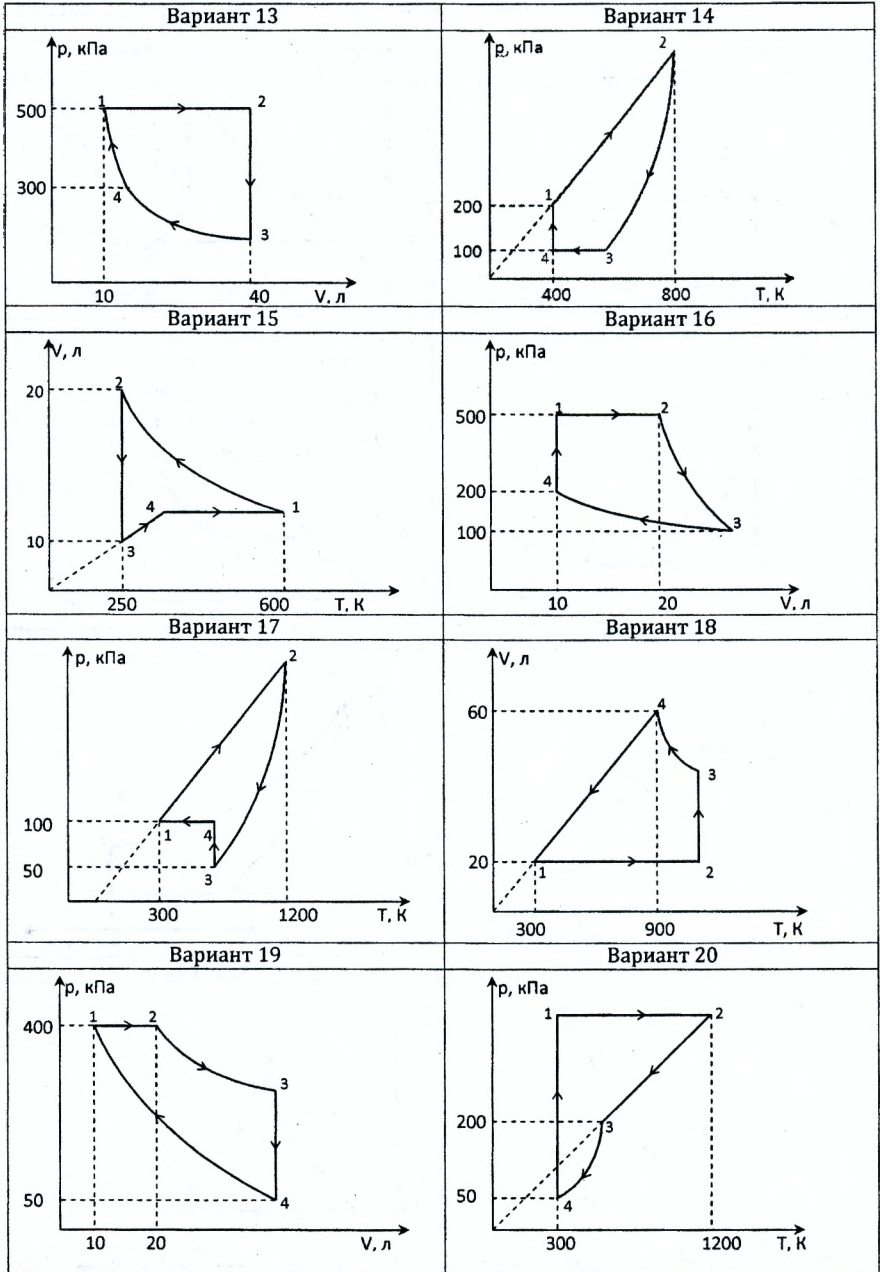 Вариант 13
р, кПа
1
2
500
300
4
3
10
40
V, л
Вариант 14
р, кПа
2
1
200
100
4
3
400
800
Т, К
Вариант 15
V, л
2
20
4
1
10
3
250
600
Т, К
Вариант 16
р, кПа
1
2
500
4
200
3
100
10
20
V, л
Вариант 17
р, кПа
2
100
1
4
50
3
300
1200
Т, К
Вариант 18
V, л
4
60
3
20
1
2
300
900
Т, К
Вариант 19
р, кПа
1
2
400
3
50
4
10
20
V, л
Вариант 20
р, кПа
1
2
200
3
50
4
300
1200
Т, К